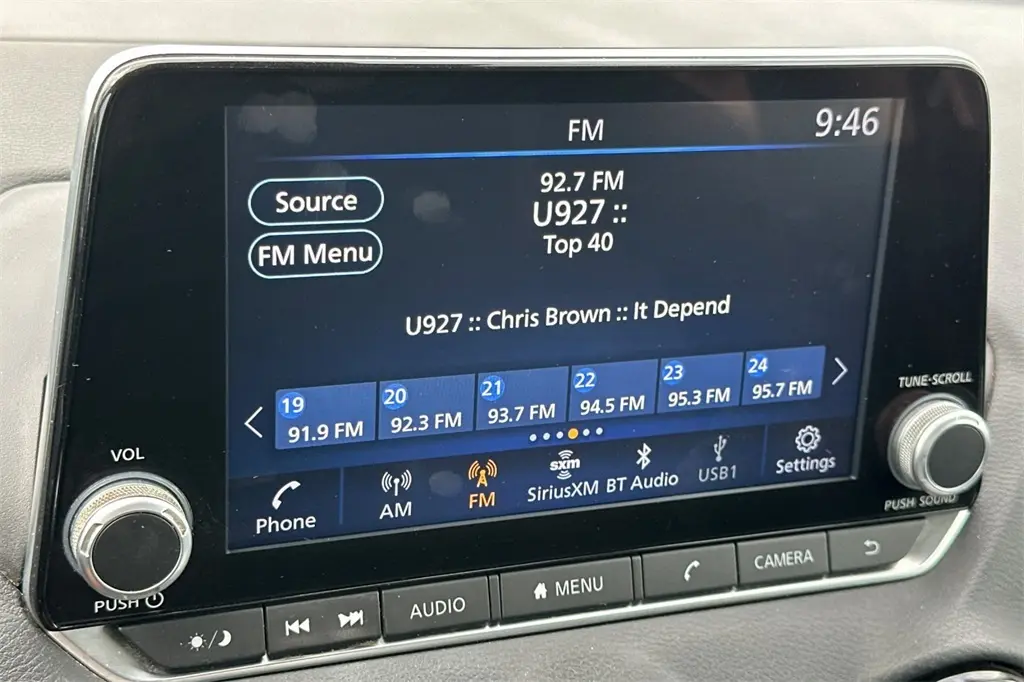 FM
9:46
Source
FM Menu
92.7 FM
U927 ::
Top 40
U927 :: Chris Brown :: It Depend
19
91.9 FM
20
92.3 FM
21
93.7 FM
22
94.5 FM
23
95.3 FM
24
95.7 FM
Phone
AM
FM
sxm
SiriusXM
BT Audio
USB1
Settings
VOL
PUSH
TUNE·SCROLL
PUSH SOUND
AUDIO
MENU
CAMERA